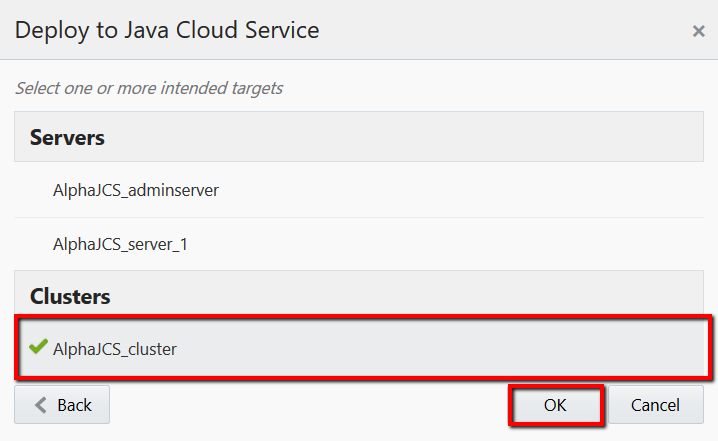 Deploy to Java Cloud Service
Select one or more intended targets
Servers
AlphaJCS_adminserver
AlphaJCS_server_1
Clusters
AlphaJCS_cluster
Back OK Cancel